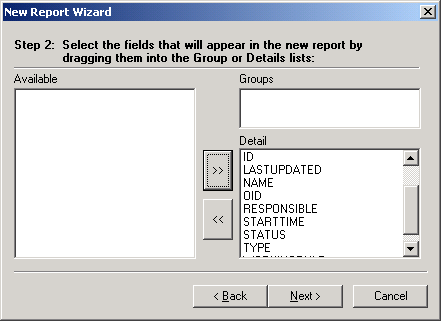 New Report Wizard
Step 2: Select the fields that will appear in the new report by
dragging them into the Group or Details lists:
Available
Groups
Detail
ID
LASTUPDATED
NAME
OID
RESPONSIBLE
STARTTIME
STATUS
TYPE
>>
<<
< Back
Next >
Cancel